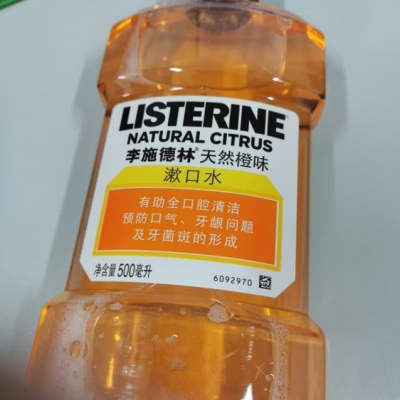 LISTERINE
NATURAL CITRUS
李施德林® 天然橙味
漱口水
有助全口腔清洁
预防口气、牙龈问题
及牙菌斑的形成
净含量 500毫升
6092970